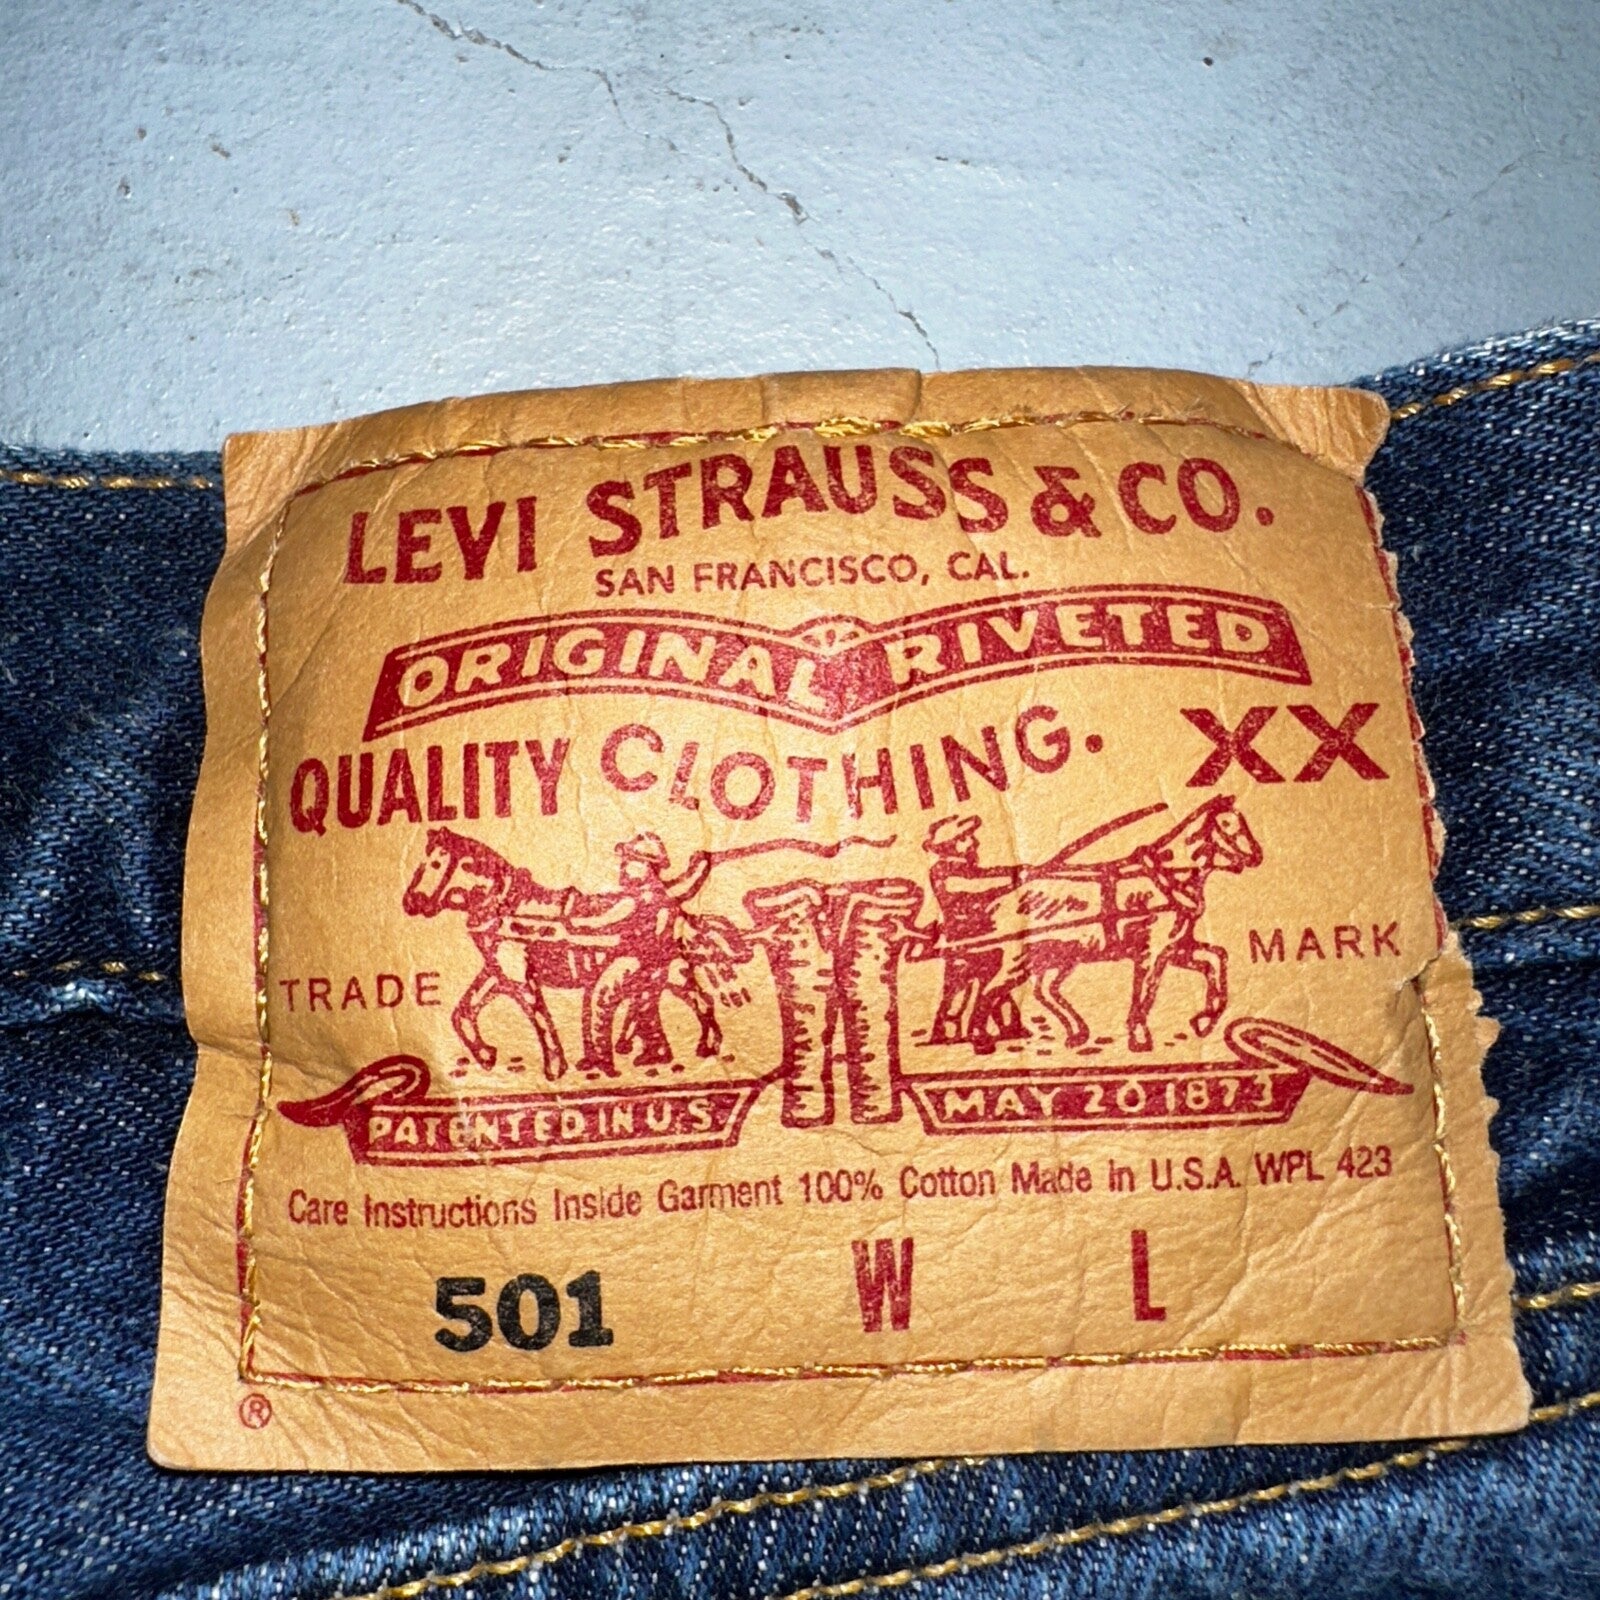 LEVI STRAUSS & CO.
SAN FRANCISCO, CAL.
ORIGINAL RIVETED
QUALITY CLOTHING. XX
TRADE MARK
PATENTED IN U.S. MAY 20 1873
Care Instructions Inside Garment 100% Cotton Made in U.S.A. WPL 423
501 W L
®